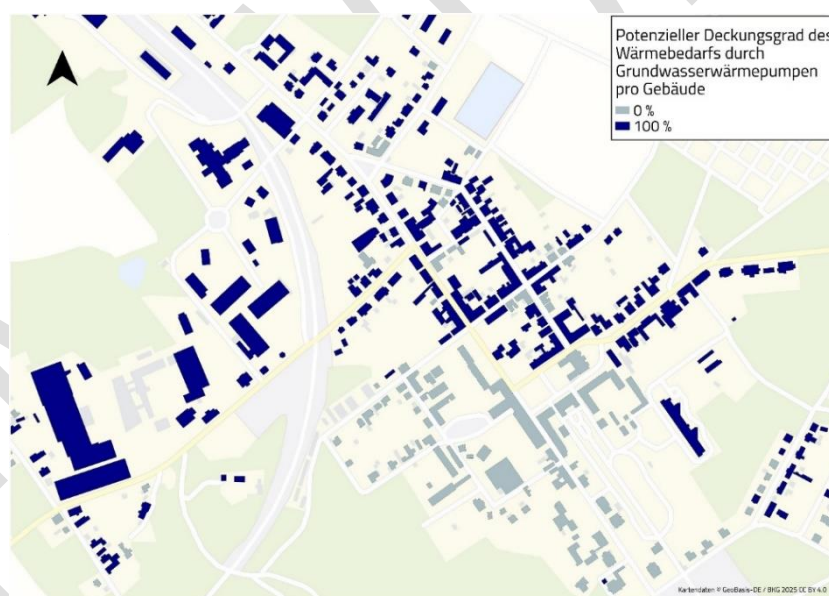 Potenzieller Deckungsgrad des
Wärmebedarfs durch
Grundwasserwärmepumpen
pro Gebäude
0 %
100 %
Kartendaten © GeoBasis-DE / BKG 2025 CC BY 4.0